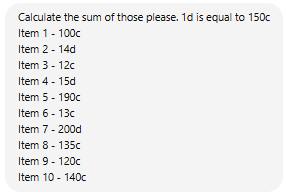 Calculate the sum of those please. 1d is equal to 150c
Item 1 - 100c
Item 2 - 14d
Item 3 - 12c
Item 4 - 15d
Item 5 - 190c
Item 6 - 13c
Item 7 - 200d
Item 8 - 135c
Item 9 - 120c
Item 10 - 140c